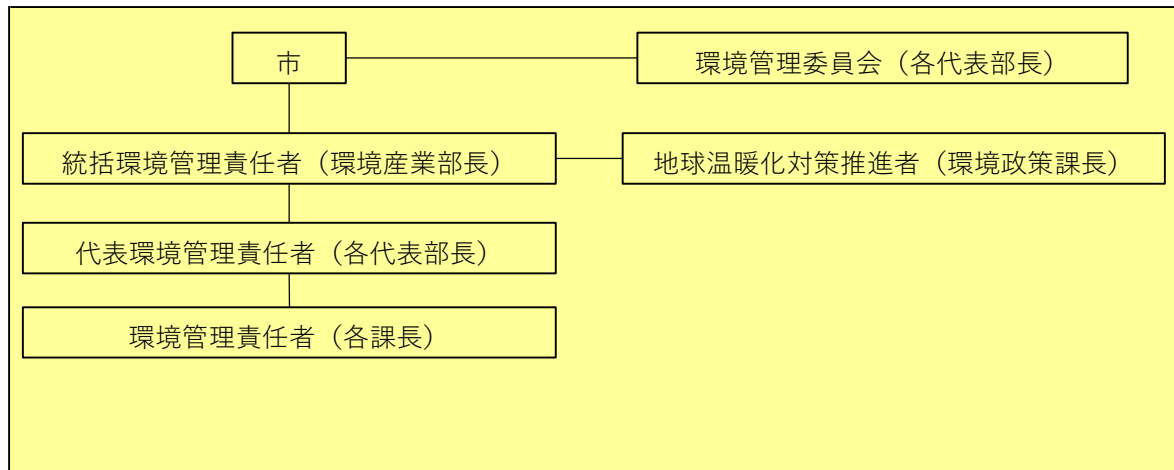 市
環境管理委員会（各代表部長）
統括環境管理責任者（環境産業部長）
地球温暖化対策推進者（環境政策課長）
代表環境管理責任者（各代表部長）
環境管理責任者（各課長）